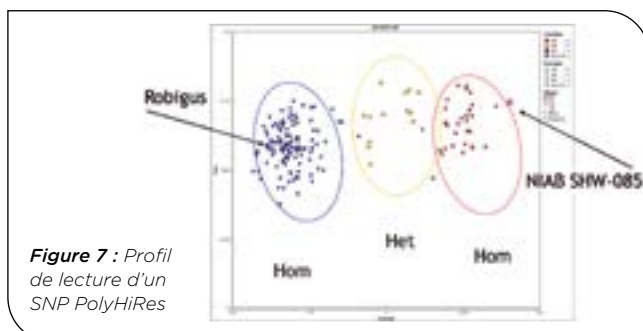 Robigus
NIAB SHW-085
Het
Hom
Hom
Figure 7 : Profil
de lecture d'un
SNP PolyHiRes